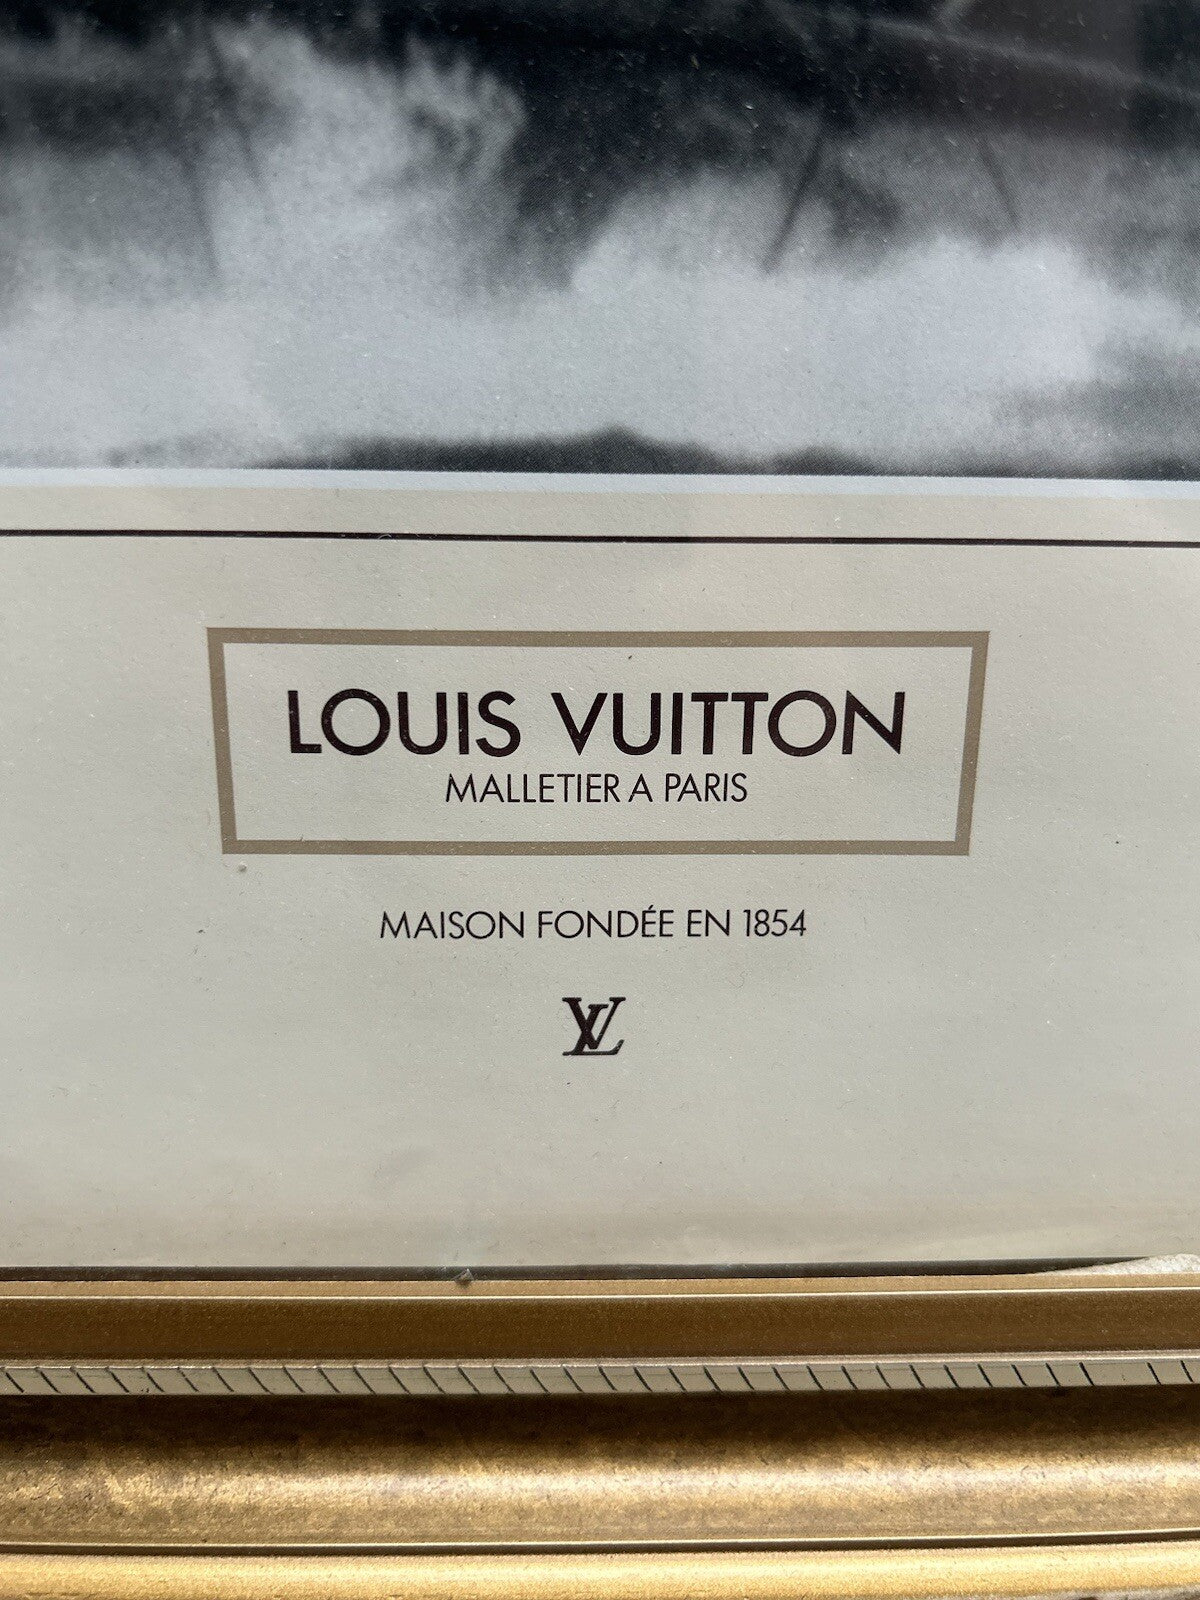 LOUIS VUITTON
MALLETIER A PARIS
MAISON FONDÉE EN 1854
LV